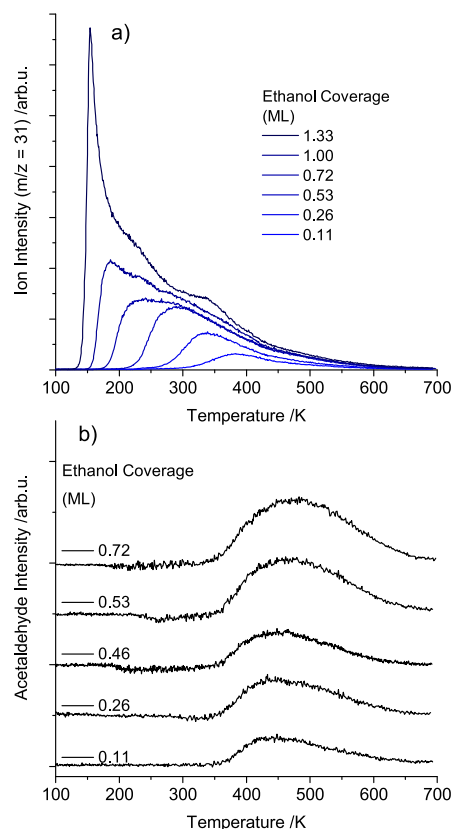 a)
Ion Intensity (m/z = 31) /arb.u.
Ethanol Coverage
(ML)
1.33
1.00
0.72
0.53
0.26
0.11
100 200 300 400 500 600 700
Temperature /K
b)
Acetaldehyde Intensity /arb.u.
Ethanol Coverage
(ML)
0.72
0.53
0.46
0.26
0.11
100 200 300 400 500 600 700
Temperature /K